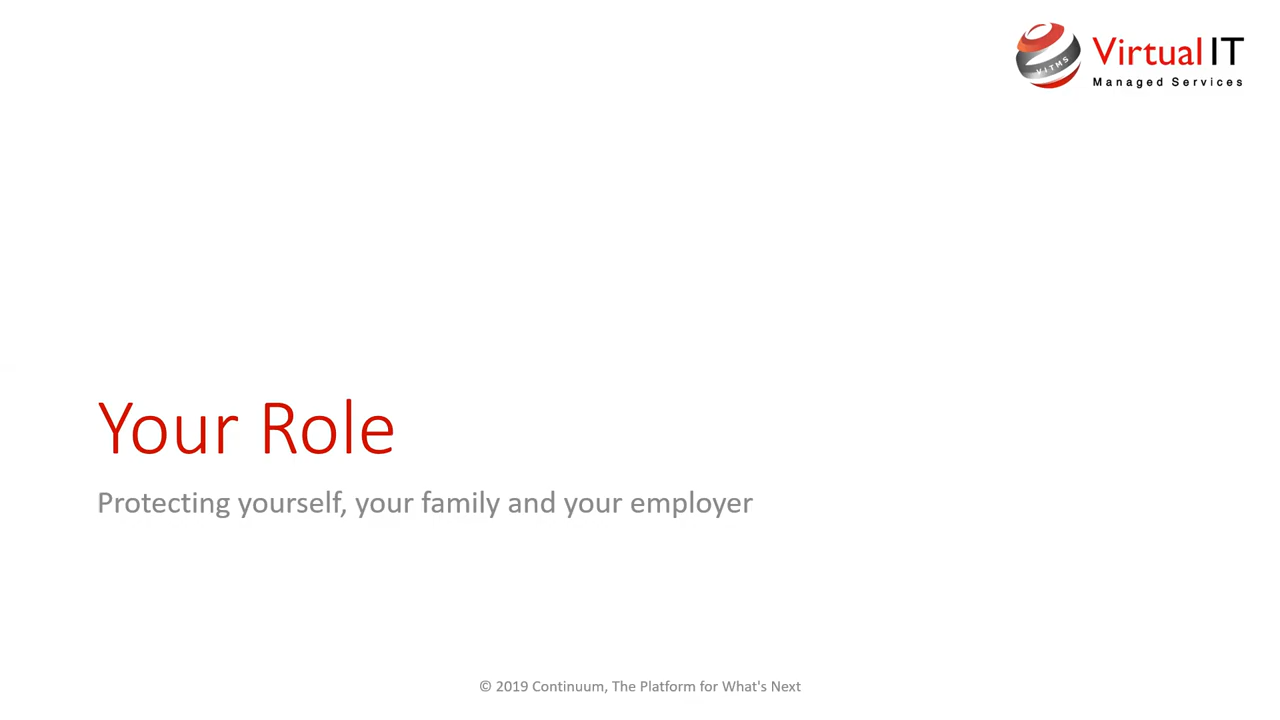 VITMS
Virtual IT
Managed Services
Your Role
Protecting yourself, your family and your employer
© 2019 Continuum, The Platform for What's Next